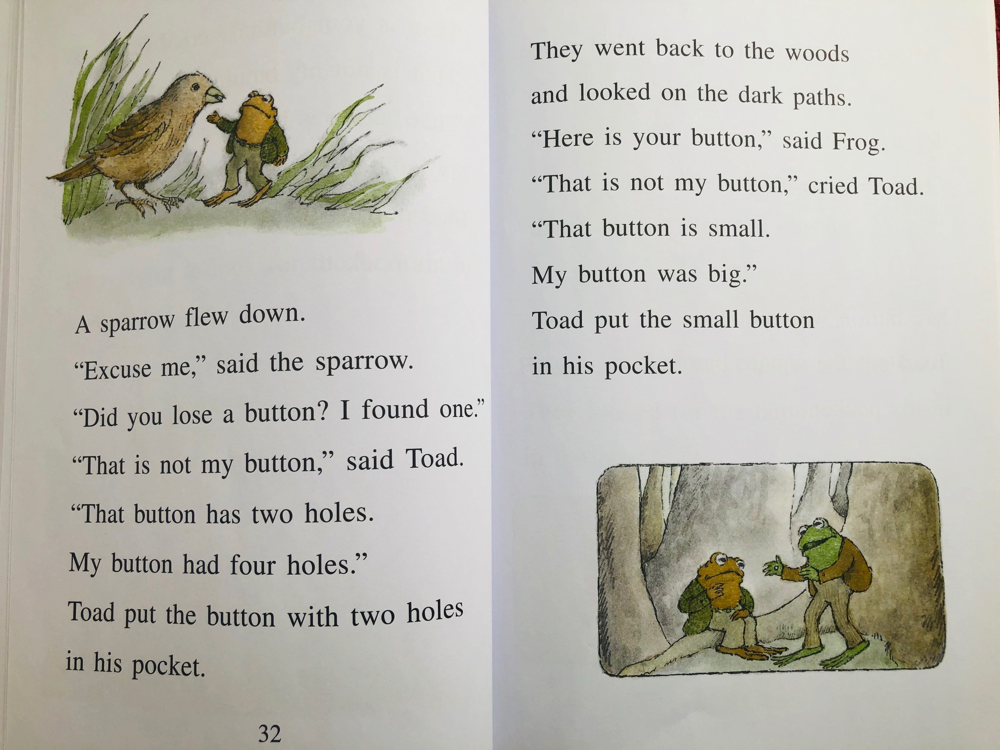 A sparrow flew down.
“Excuse me,” said the sparrow.
“Did you lose a button? I found one.”
“That is not my button,” said Toad.
“That button has two holes.
My button had four holes.”
Toad put the button with two holes
in his pocket.
32
They went back to the woods
and looked on the dark paths.
“Here is your button,” said Frog.
“That is not my button,” cried Toad.
“That button is small.
My button was big.”
Toad put the small button
in his pocket.